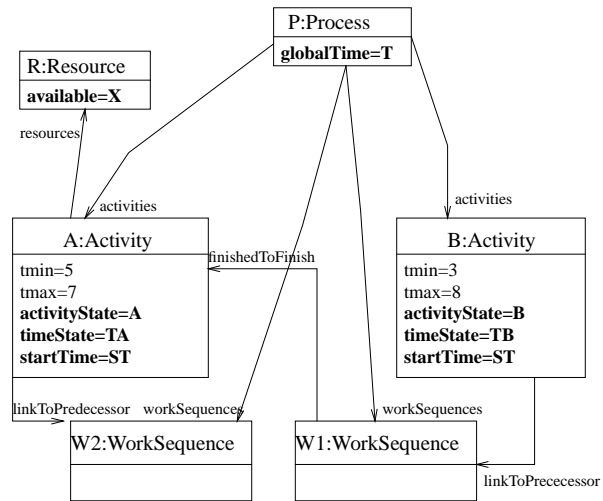 P:Process
globalTime=T
R:Resource
available=X
resources
activities
activities
A:Activity
tmin=5
tmax=7
activityState=A
timeState=TA
startTime=ST
finishedToFinish
B:Activity
tmin=3
tmax=8
activityState=B
timeState=TB
startTime=ST
linkToPredecessor
workSequences
workSequences
W2:WorkSequence
W1:WorkSequence
linkToPrececessor